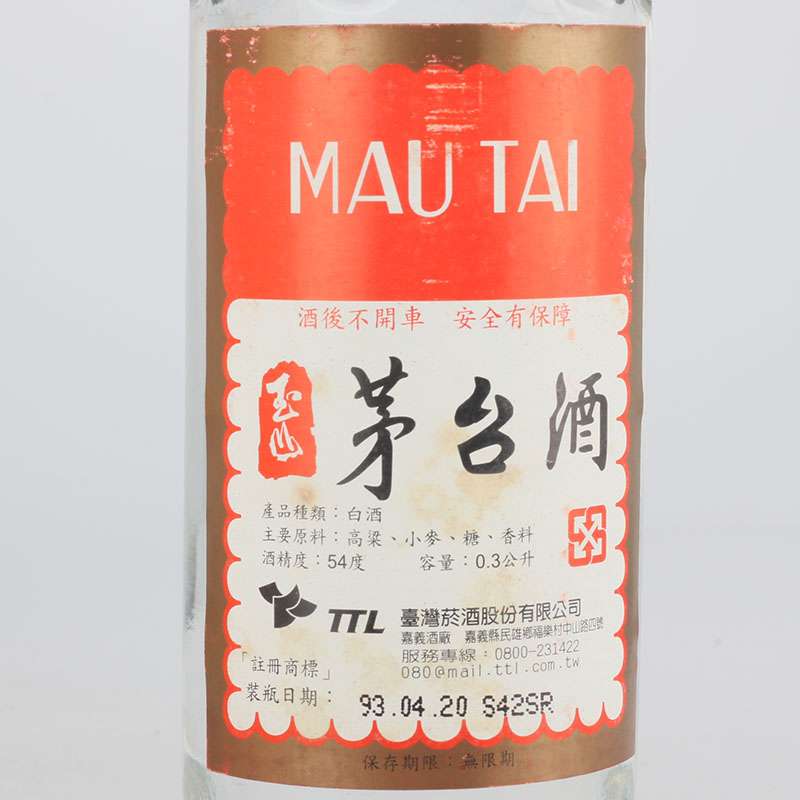 MAU TAI
酒後不開車 安全有保障
玉山
茅台酒
產品種類：白酒
主要原料：高粱、小麥、糖、香料
酒精度：54度 容量：0.3公升
TTL 臺灣菸酒股份有限公司
嘉義酒廠 嘉義縣民雄鄉福樂村中山路四號
服務專線：0800-231422
080@mail.ttl.com.tw
「註冊商標」
裝瓶日期：93.04.20 S42SR
保存期限：無限期